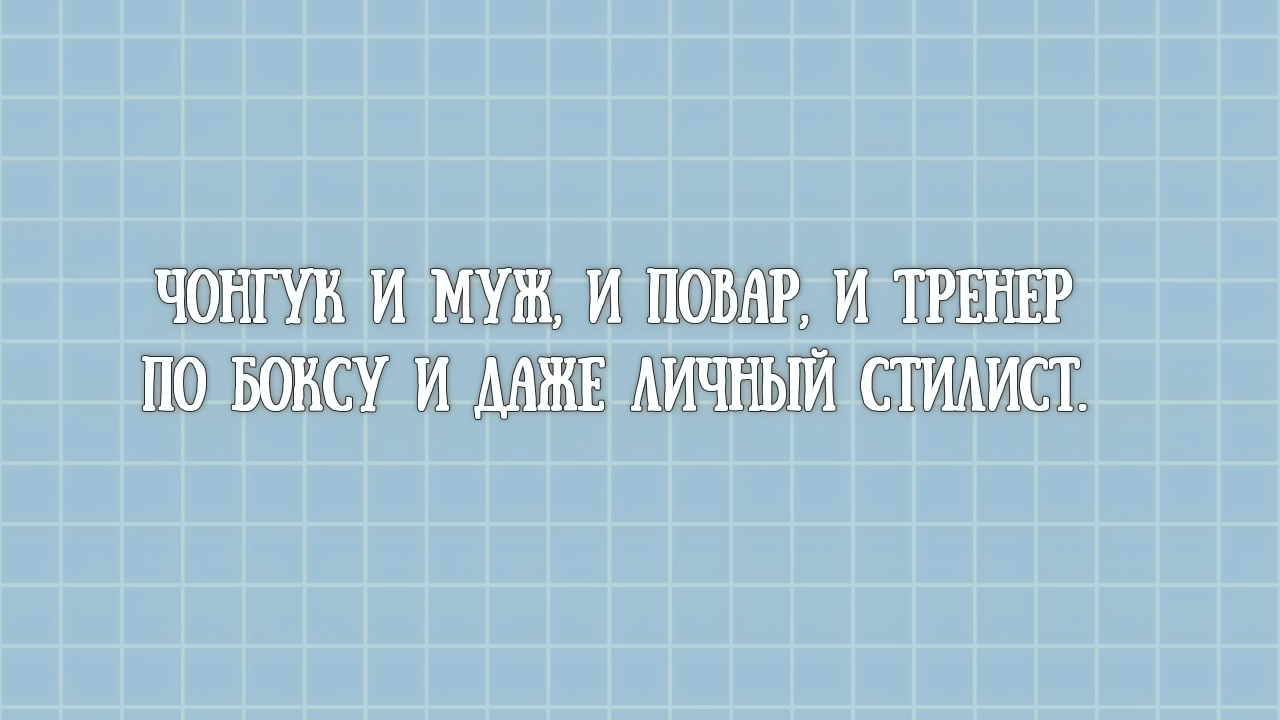 ЧОНГУК И МУЖ, И ПОВАР, И ТРЕНЕР
ПО БОКСУ И ДАЖЕ ЛИЧНЫЙ СТИЛИСТ.